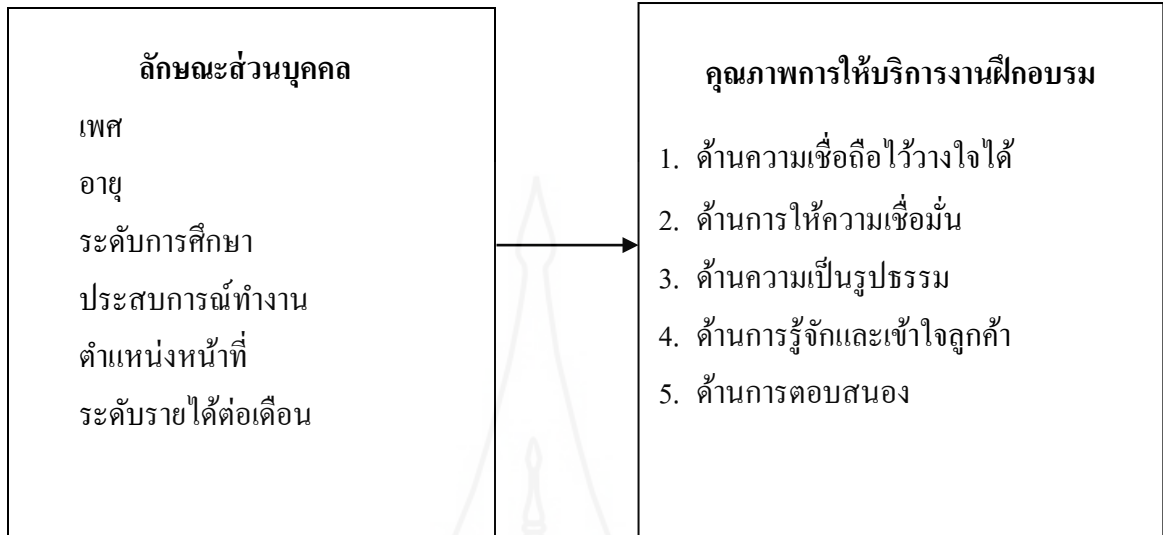 ลักษณะส่วนบุคคล
เพศ
อายุ
ระดับการศึกษา
ประสบการณ์ทำงาน
ตำแหน่งหน้าที่
ระดับรายได้ต่อเดือน
คุณภาพการให้บริการงานฝึกอบรม
1. ด้านความเชื่อถือไว้วางใจได้
2. ด้านการให้ความเชื่อมั่น
3. ด้านความเป็นรูปธรรม
4. ด้านการรู้จักและเข้าใจลูกค้า
5. ด้านการตอบสนอง